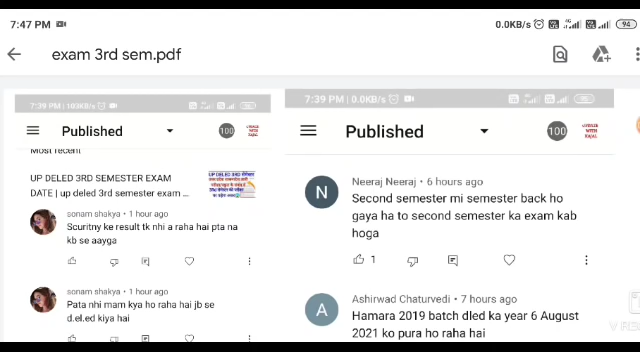 7:47 PM
0.0KB/s
94
exam 3rd sem.pdf
7:39 PM | 103KB/s
Published
100
Most recent
UP DELED 3RD SEMESTER EXAM
DATE | up deled 3rd semester exam ...
sonam shakya • 1 hour ago
Scuritny ke result tk nhi a raha hai pta na
kb se aayga
sonam shakya • 1 hour ago
Pata nhi mam kya ho raha hai jb se
d.el.ed kiya hai
7:39 PM | 0.0KB/s
Published
100
WITH
KAJAL
N
Neeraj Neeraj • 6 hours ago
Second semester mi semester back ho
gaya ha to second semester ka exam kab
hoga
1
A
Ashirwad Chaturvedi • 7 hours ago
Hamara 2019 batch dled ka year 6 August
2021 ko pura ho raha hai